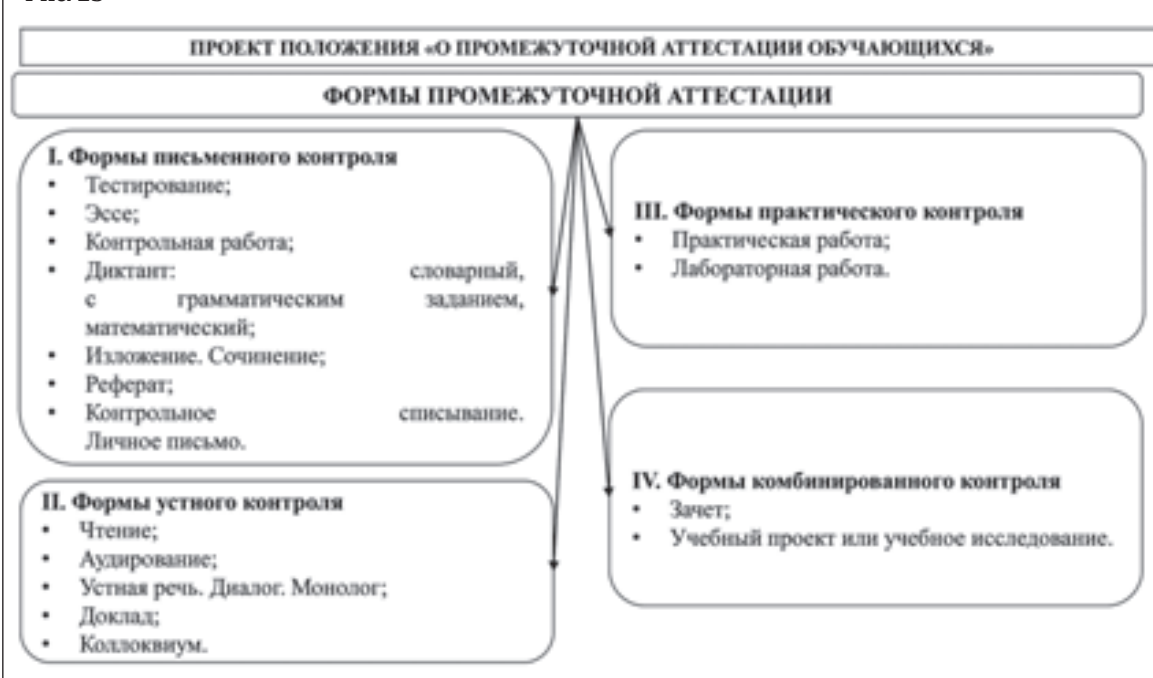 ПРОЕКТ ПОЛОЖЕНИЯ «О ПРОМЕЖУТОЧНОЙ АТТЕСТАЦИИ ОБУЧАЮЩИХСЯ»
ФОРМЫ ПРОМЕЖУТОЧНОЙ АТТЕСТАЦИИ
I. Формы письменного контроля
• Тестирование;
• Эссе;
• Контрольная работа;
• Диктант: словарный,
с грамматическим заданием,
математический;
• Изложение. Сочинение;
• Реферат;
• Контрольное списывание.
Личное письмо.
II. Формы устного контроля
• Чтение;
• Аудирование;
• Устная речь. Диалог. Монолог;
• Доклад;
• Коллоквиум.
III. Формы практического контроля
• Практическая работа;
• Лабораторная работа.
IV. Формы комбинированного контроля
• Зачет;
• Учебный проект или учебное исследование.